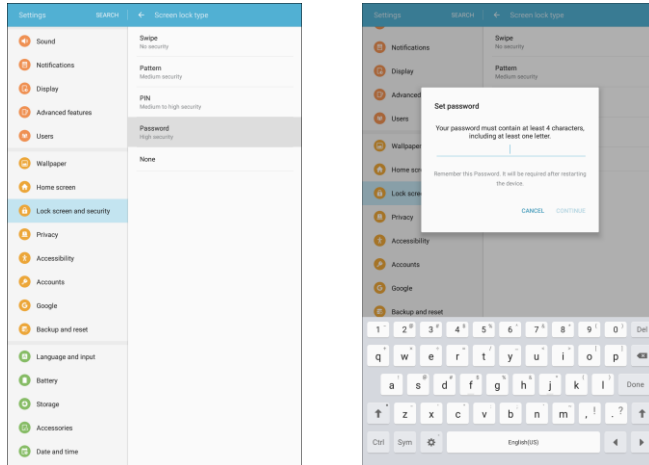 Settings SEARCH ← Screen lock type
Sound
Notifications
Display
Advanced features
Users
Wallpaper
Home screen
Lock screen and security
Privacy
Accessibility
Accounts
Google
Backup and reset
Language and input
Battery
Storage
Accessories
Date and time
Swipe
No security
Pattern
Medium security
PIN
Medium to high security
Password
High security
None
Settings SEARCH ← Screen lock type
Notifications
Display
Advanced
Users
Wallpaper
Home scr
Lock scre
Privacy
Accessibility
Accounts
Google
Backup and reset
Swipe
No security
Pattern
Medium security
Set password
Your password must contain at least 4 characters,
including at least one letter.
Remember this Password. It will be required after restarting
the device.
CANCEL CONTINUE
1 2 3 4 5 6 7 8 9 0 Del
q w e r t y u i o p
a s d f g h j k l Done
z x c v b n m , ! . ?
Ctrl Sym English(US)